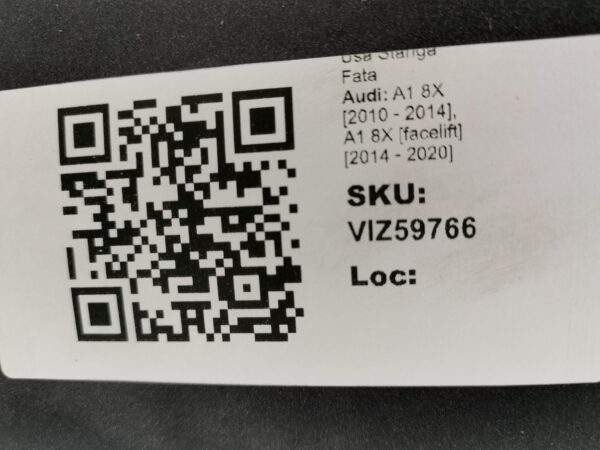 Usa Stanga
Fata
Audi: A1 8X
[2010 - 2014],
A1 8X [facelift]
[2014 - 2020]
SKU:
VIZ59766
Loc: